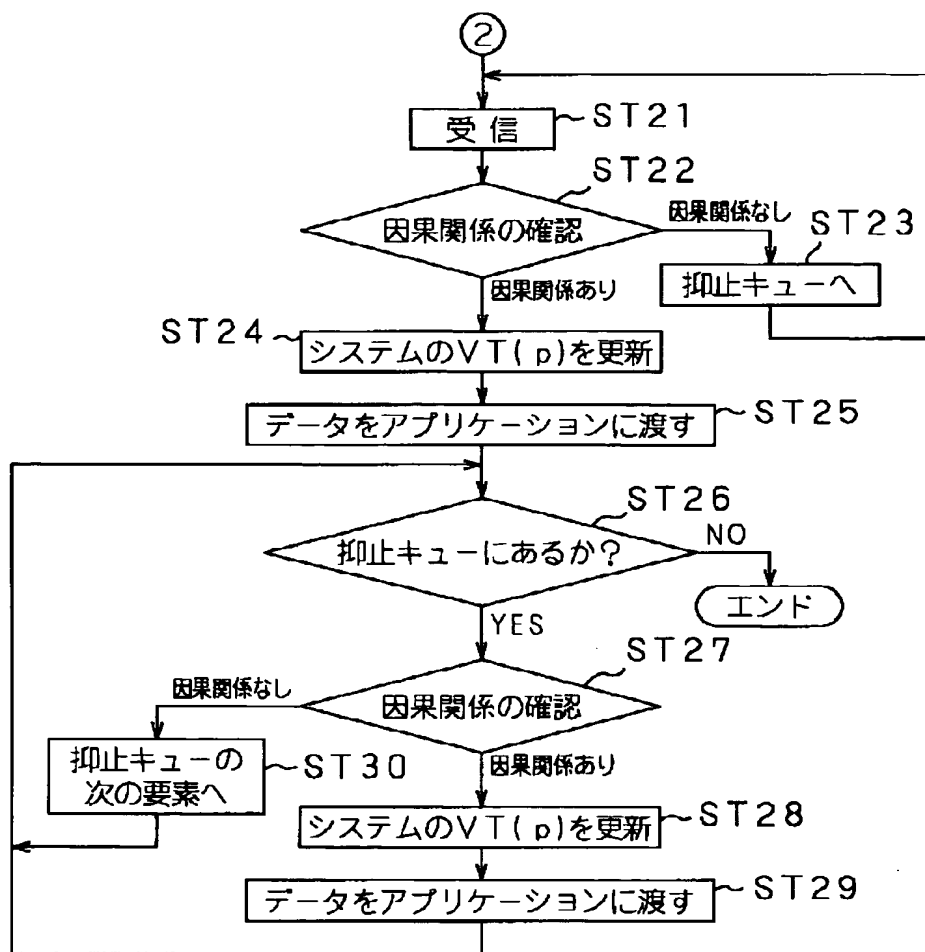 2
受信
ST21
ST22
因果関係の確認
因果関係なし
ST23
抑止キューへ
因果関係あり
ST24
システムのVT(p)を更新
データをアプリケーションに渡す
ST25
ST26
抑止キューにあるか?
NO
エンド
YES
ST27
因果関係なし
因果関係の確認
抑止キューの
次の要素へ
ST30
因果関係あり
システムのVT(p)を更新
ST28
データをアプリケーションに渡す
ST29